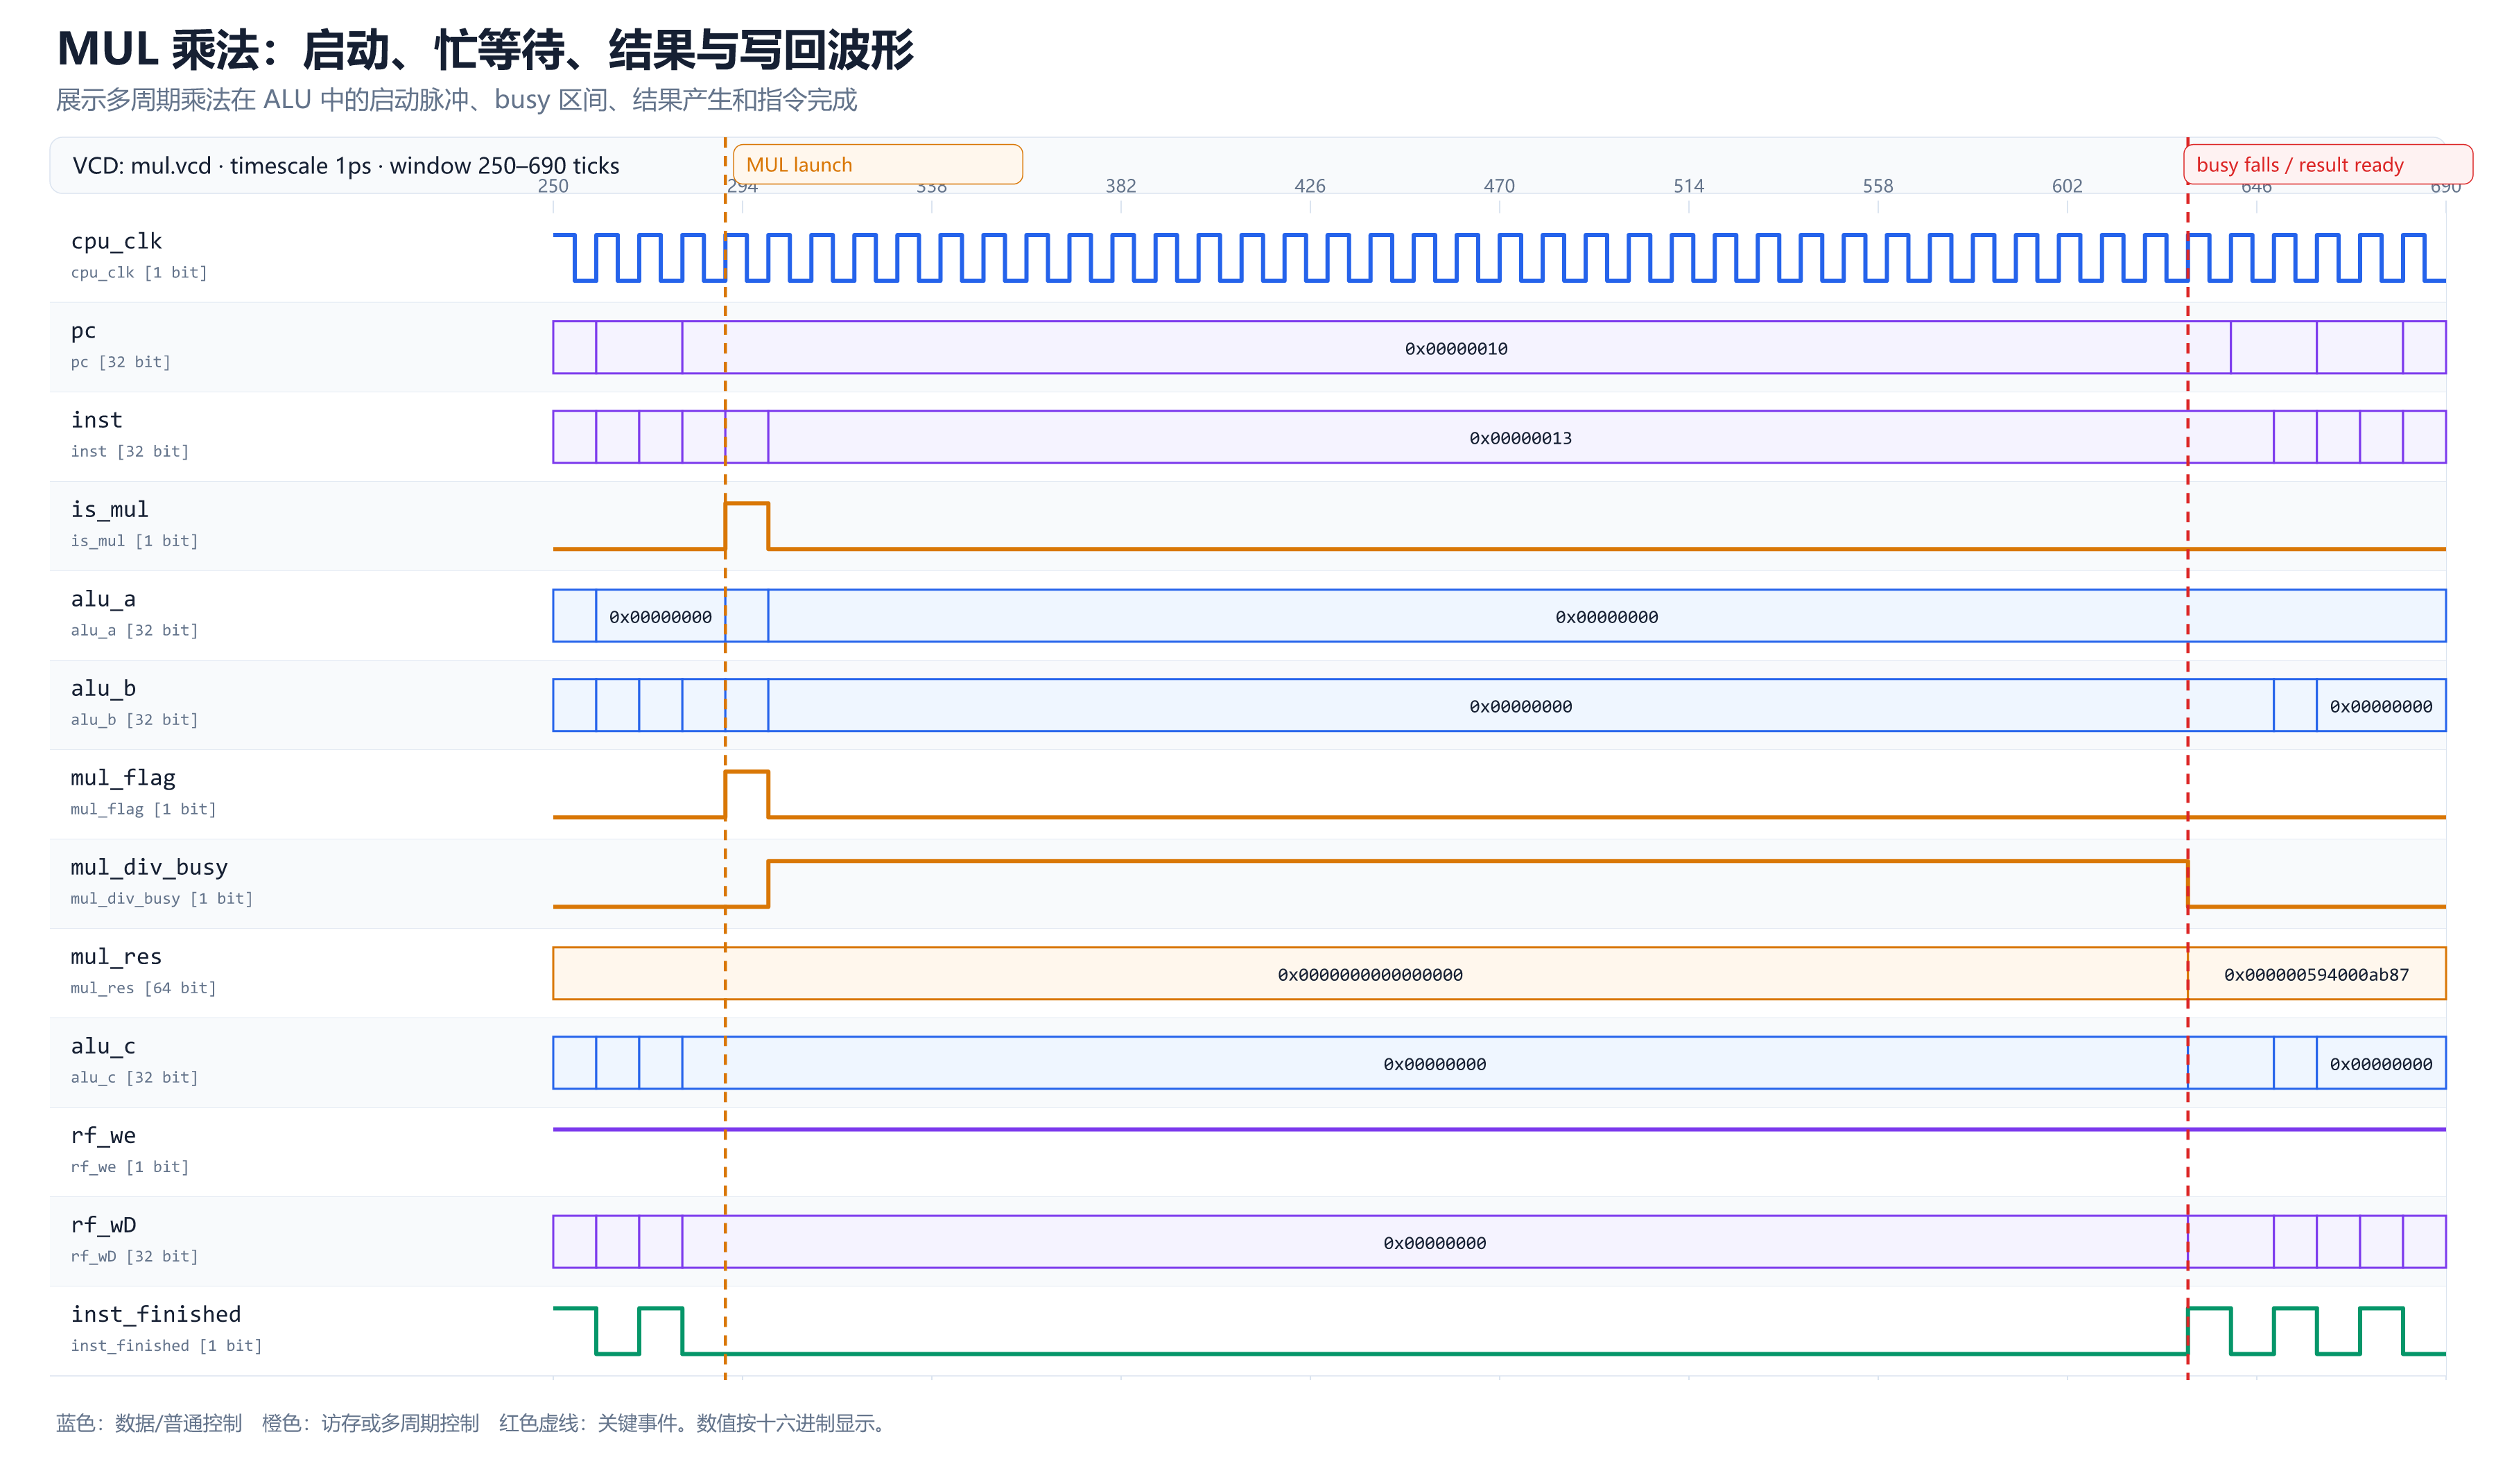 MUL 乘法：启动、忙等待、结果与写回波形
展示多周期乘法在 ALU 中的启动脉冲、busy 区间、结果产生和指令完成
VCD: mul.vcd · timescale 1ps · window 250–690 ticks
MUL launch
busy falls / result ready
250 294 338 382 426 470 514 558 602 646 690
cpu_clk
cpu_clk [1 bit]
pc
pc [32 bit]
0x00000010
inst
inst [32 bit]
0x00000013
is_mul
is_mul [1 bit]
alu_a
alu_a [32 bit]
0x00000000 0x00000000
alu_b
alu_b [32 bit]
0x00000000 0x00000000
mul_flag
mul_flag [1 bit]
mul_div_busy
mul_div_busy [1 bit]
mul_res
mul_res [64 bit]
0x0000000000000000 0x000000594000ab87
alu_c
alu_c [32 bit]
0x00000000 0x00000000
rf_we
rf_we [1 bit]
rf_wD
rf_wD [32 bit]
0x00000000
inst_finished
inst_finished [1 bit]
蓝色：数据/普通控制 橙色：访存或多周期控制 红色虚线：关键事件。数值按十六进制显示。